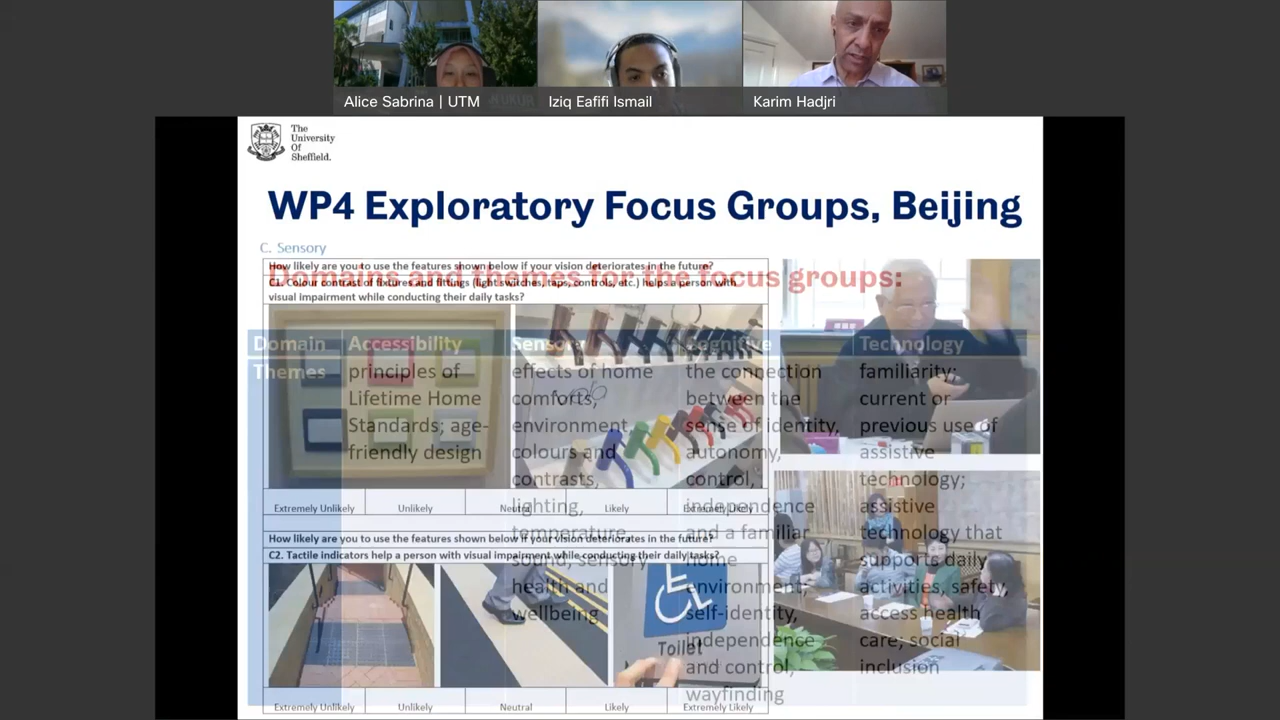 Alice Sabrina | UTM
Iziq Eafifi Ismail
Karim Hadjri
The
University
Of
Sheffield.
WP4 Exploratory Focus Groups, Beijing
C. Sensory
How likely are you to use the features shown below if your vision deteriorates in the future?
Domains and themes for the focus groups:
C1. Colour contrast of fixtures and fittings (light switches, taps, controls, etc.) helps a person with
visual impairment while conducting their daily tasks?
Domain Accessibility Sensory Cognitive Technology
Themes
principles of
Lifetime Home
Standards; age-
friendly design
effects of home
comforts,
environment,
colours and
contrasts,
lighting,
temperature,
sound; sensory
health and
wellbeing
the connection
between the
sense of identity,
autonomy,
control,
independence
and a familiar
home
environment;
self-identity,
independence
and control,
wayfinding
familiarity;
current or
previous use of
assistive
technology;
assistive
technology that
supports daily
activities, safety,
access health
care; social
inclusion
Extremely Unlikely Unlikely Neutral Likely Extremely Likely
How likely are you to use the features shown below if your vision deteriorates in the future?
C2. Tactile indicators help a person with visual impairment while conducting their daily tasks?
Toilet
Extremely Unlikely Unlikely Neutral Likely Extremely Likely